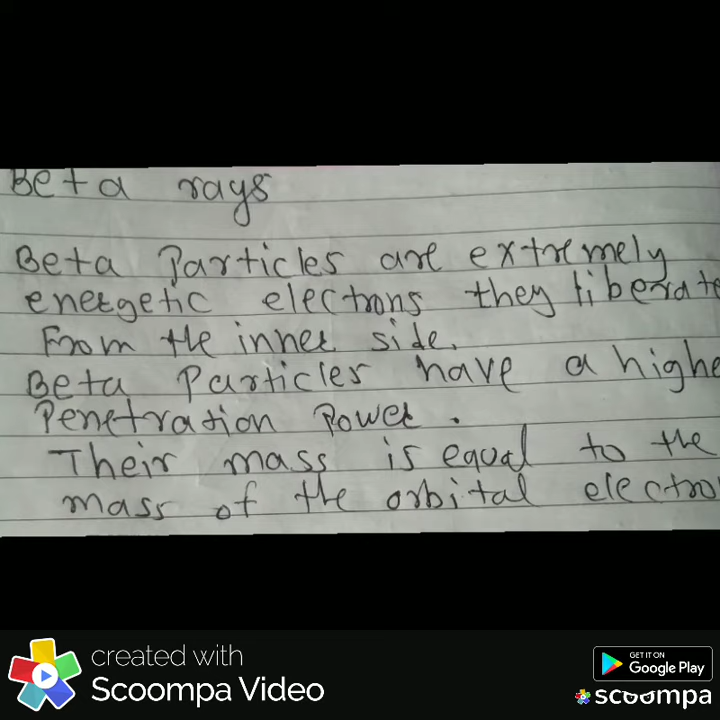 Beta rays
Beta Particles are extremely
energetic electrons they liberate
From the inner side.
Beta Particles have a highe
Penetration Power.
Their mass is equal to the
mass of the orbital electro
created with
Scoompa Video
GET IT ON
Google Play
scoompa